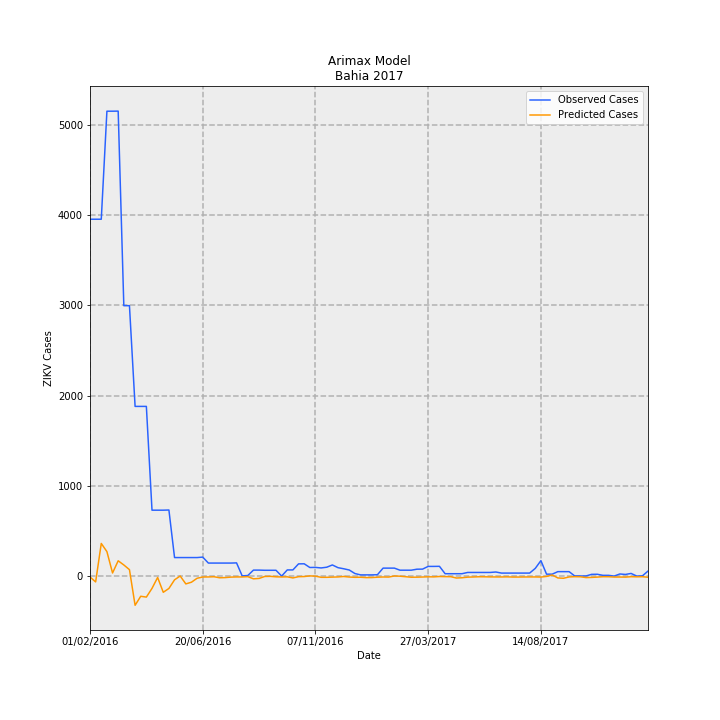 Arimax Model
Bahia 2017
Observed Cases
Predicted Cases
5000
4000
3000
2000
1000
0
ZIKV Cases
01/02/2016
20/06/2016
07/11/2016
27/03/2017
14/08/2017
Date